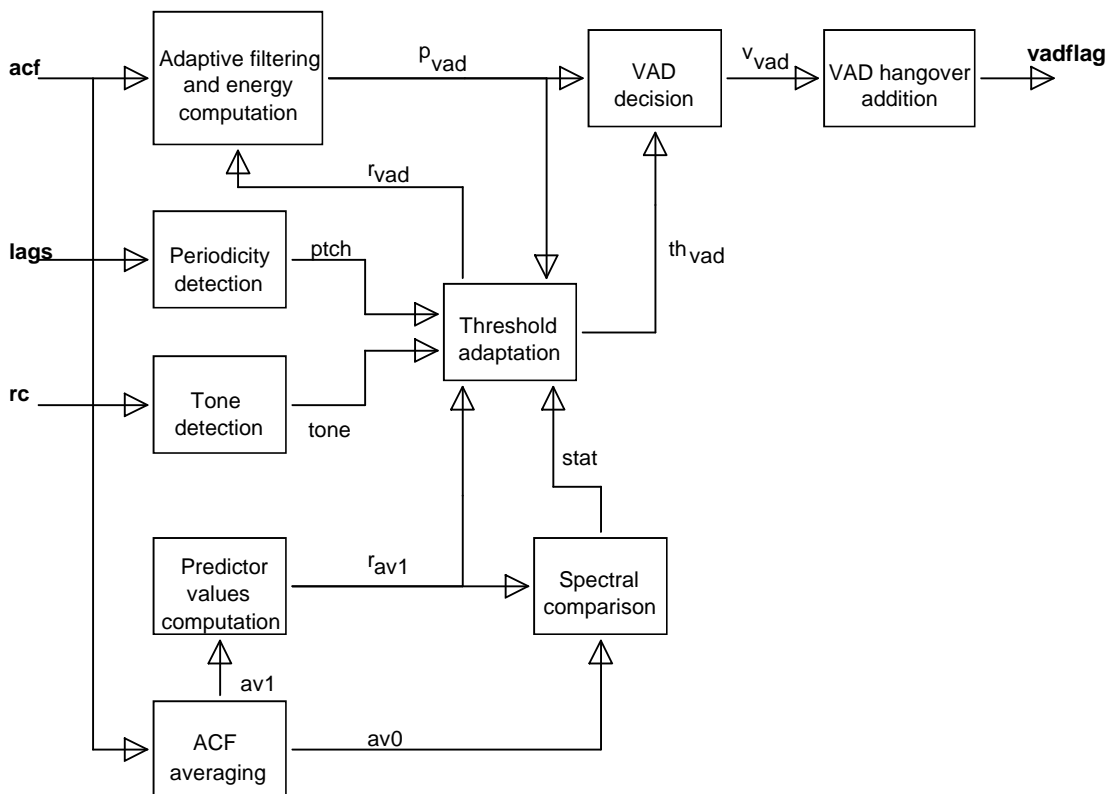 acf
Adaptive filtering
and energy
computation
pvad
VAD
decision
vvad
VAD hangover
addition
vadflag
rvad
lags
Periodicity
detection
ptch
thvad
Threshold
adaptation
rc
Tone
detection
tone
stat
Predictor
values
computation
rav1
Spectral
comparison
av1
ACF
averaging
av0